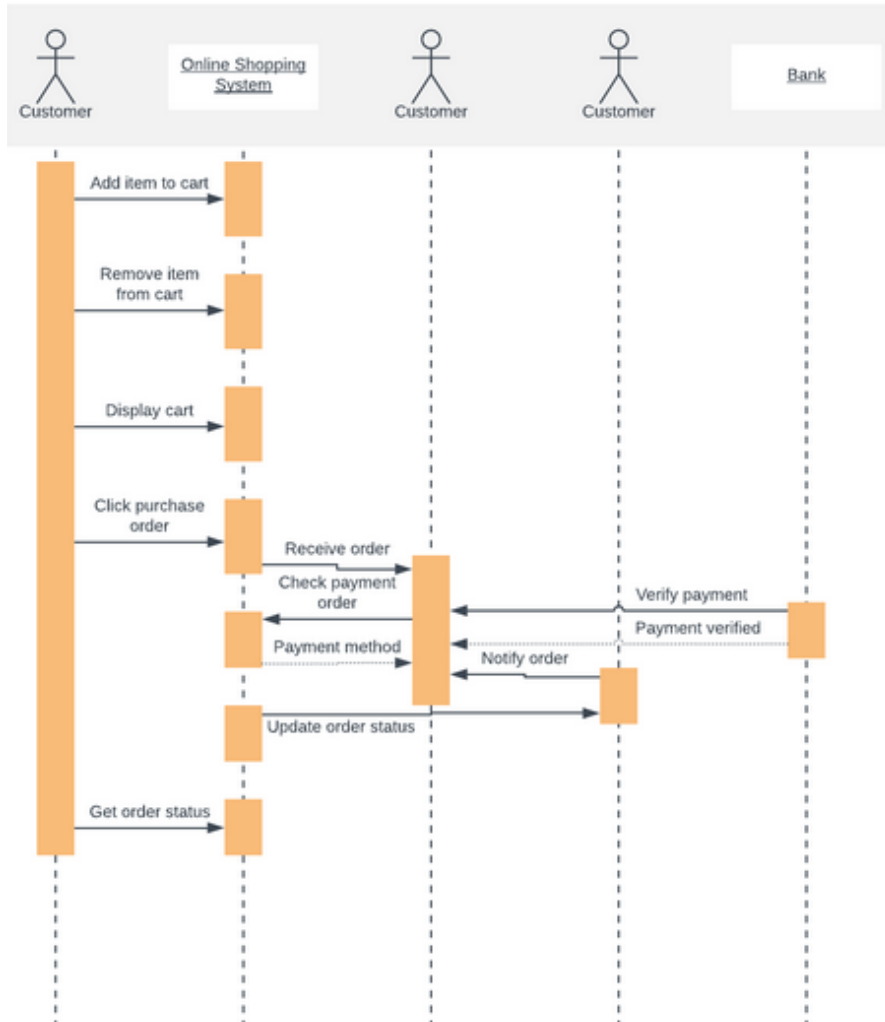 Customer
Online Shopping
System
Customer
Customer
Bank
Add item to cart
Remove item
from cart
Display cart
Click purchase
order
Receive order
Check payment
order
Verify payment
Payment verified
Payment method
Notify order
Update order status
Get order status